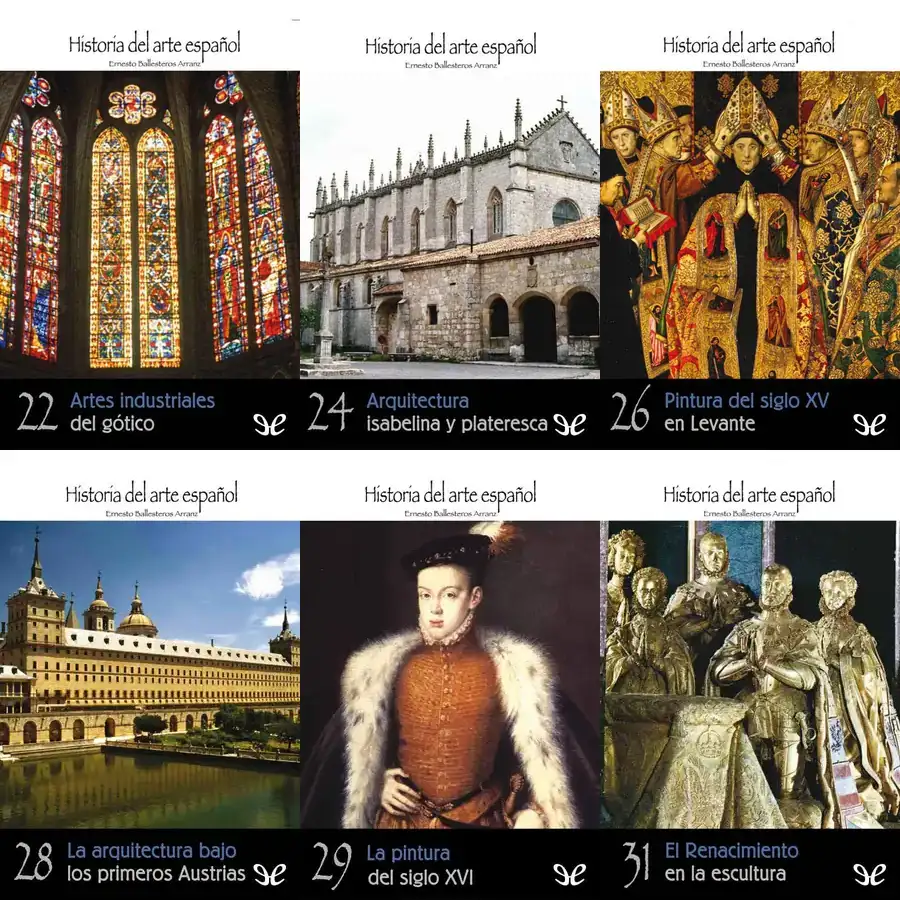 Historia del arte español
Ernesto Ballesteros Arranz
22 Artes industriales
del gótico
Historia del arte español
Ernesto Ballesteros Arranz
24 Arquitectura
isabelina y plateresca
Historia del arte español
Ernesto Ballesteros Arranz
26 Pintura del siglo XV
en Levante
Historia del arte español
Ernesto Ballesteros Arranz
28 La arquitectura bajo
los primeros Austrias
Historia del arte español
Ernesto Ballesteros Arranz
29 La pintura
del siglo XVI
Historia del arte español
Ernesto Ballesteros Arranz
31 El Renacimiento
en la escultura